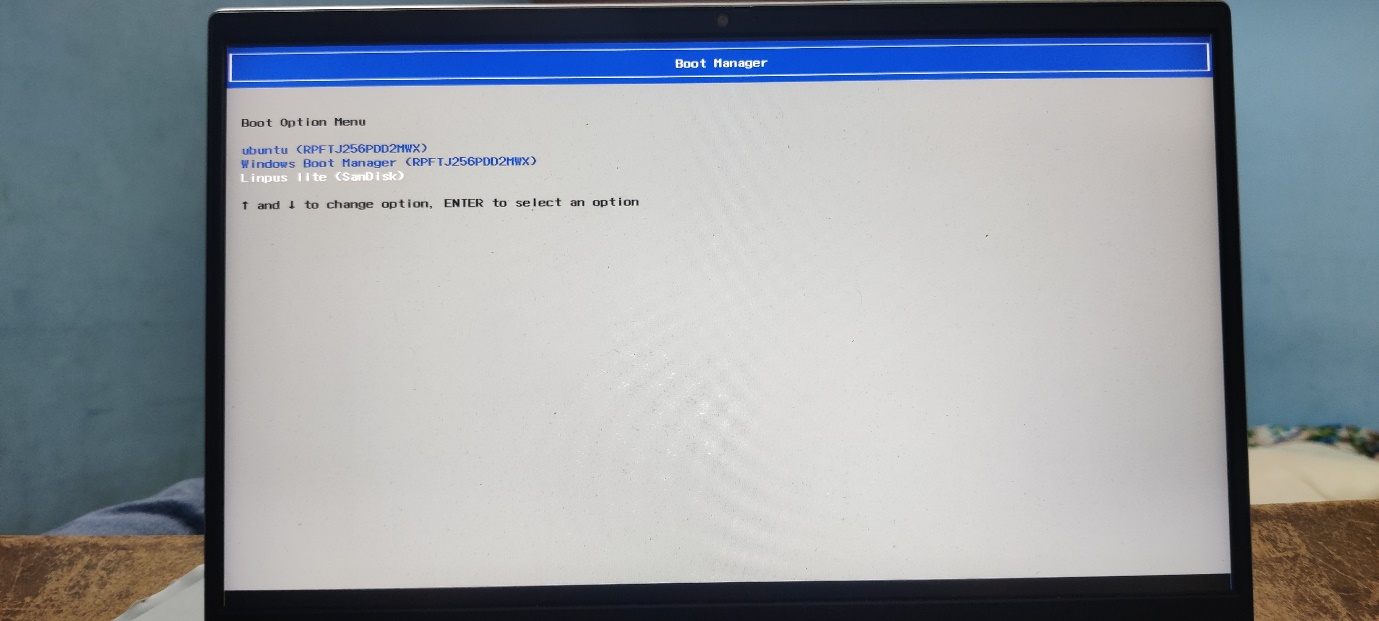 Boot Manager
Boot Option Menu
ubuntu (RPFTJ256PDD2MWX)
Windows Boot Manager (RPFTJ256PDD2MWX)
Linpus lite (SanDisk)
↑ and ↓ to change option, ENTER to select an option